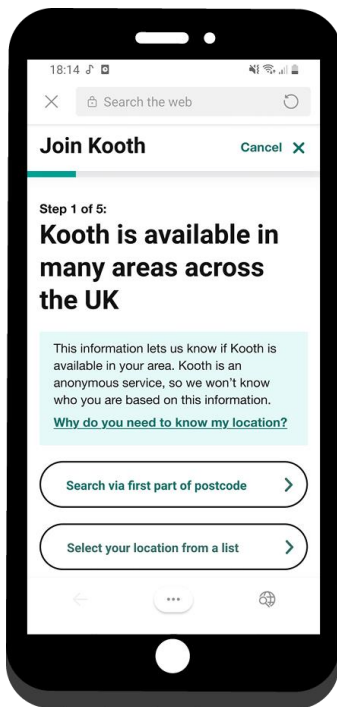 18:14
Search the web
Join Kooth
Cancel
Step 1 of 5:
Kooth is available in
many areas across
the UK
This information lets us know if Kooth is
available in your area. Kooth is an
anonymous service, so we won't know
who you are based on this information.
Why do you need to know my location?
Search via first part of postcode
Select your location from a list